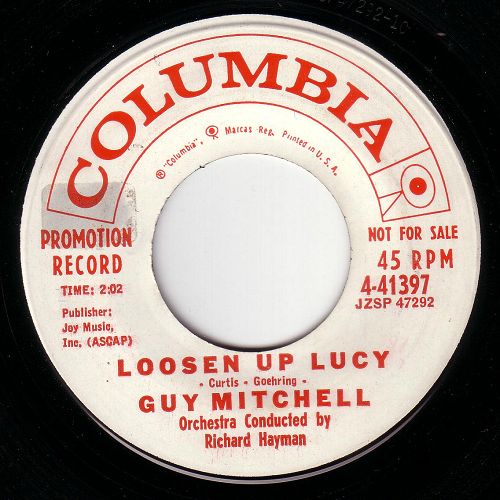 COLUMBIA
® "Columbia", Marcas Reg. Printed in U. S. A.
PROMOTION
RECORD
TIME: 2:02
Publisher:
Joy Music,
Inc. (ASCAP)
NOT FOR SALE
45 RPM
4-41397
JZSP 47292
LOOSEN UP LUCY
- Curtis - Goehring -
GUY MITCHELL
Orchestra Conducted by
Richard Hayman